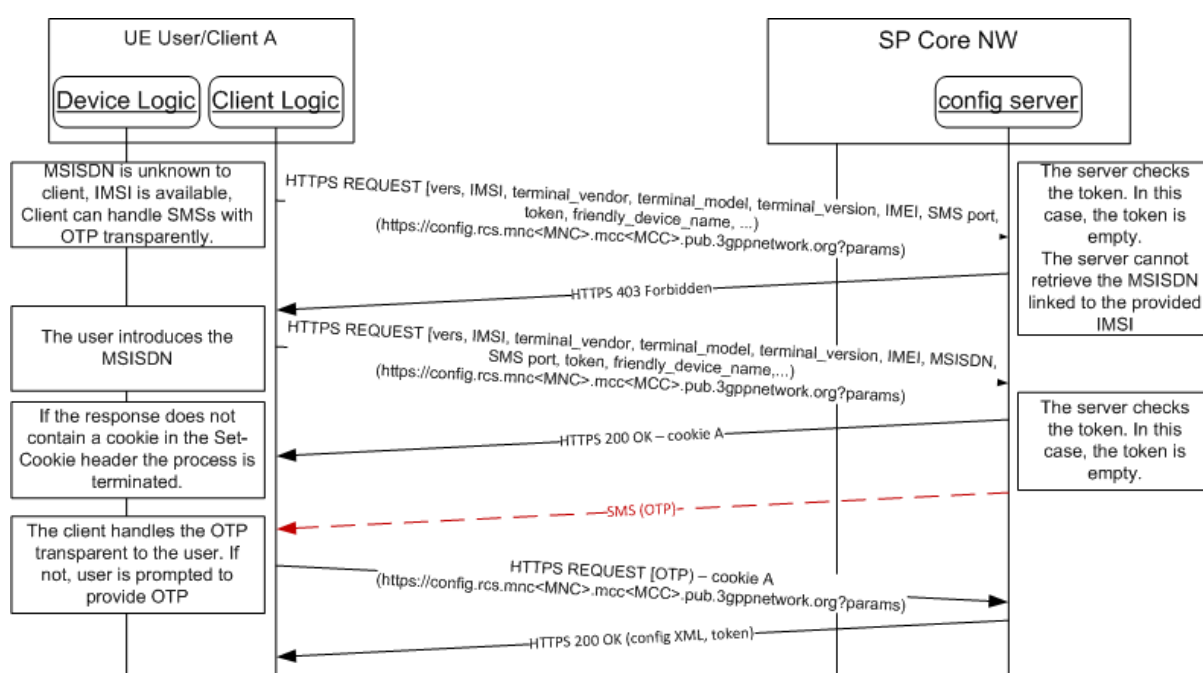 UE User/Client A
SP Core NW
Device Logic
Client Logic
config server
MSISDN is unknown to
client, IMSI is available,
Client can handle SMSs with
OTP transparently.
HTTPS REQUEST [vers, IMSI, terminal_vendor, terminal_model, terminal_version, IMEI, SMS port,
token, friendly_device_name, ...)
(https://config.rcs.mnc<MNC>.mcc<MCC>.pub.3gppnetwork.org?params)
The server checks
the token. In this
case, the token is
empty.
The server cannot
retrieve the MSISDN
linked to the provided
IMSI
HTTPS 403 Forbidden
The user introduces the
MSISDN
HTTPS REQUEST [vers, IMSI, terminal_vendor, terminal_model, terminal_version, IMEI, MSISDN,
SMS port, token, friendly_device_name,...)
(https://config.rcs.mnc<MNC>.mcc<MCC>.pub.3gppnetwork.org?params)
If the response does not
contain a cookie in the Set-
Cookie header the process is
terminated.
HTTPS 200 OK – cookie A
The server checks
the token. In this
case, the token is
empty.
SMS (OTP)
The client handles the OTP
transparent to the user. If
not, user is prompted to
provide OTP
HTTPS REQUEST [OTP) – cookie A
(https://config.rcs.mnc<MNC>.mcc<MCC>.pub.3gppnetwork.org?params)
HTTPS 200 OK (config XML, token)